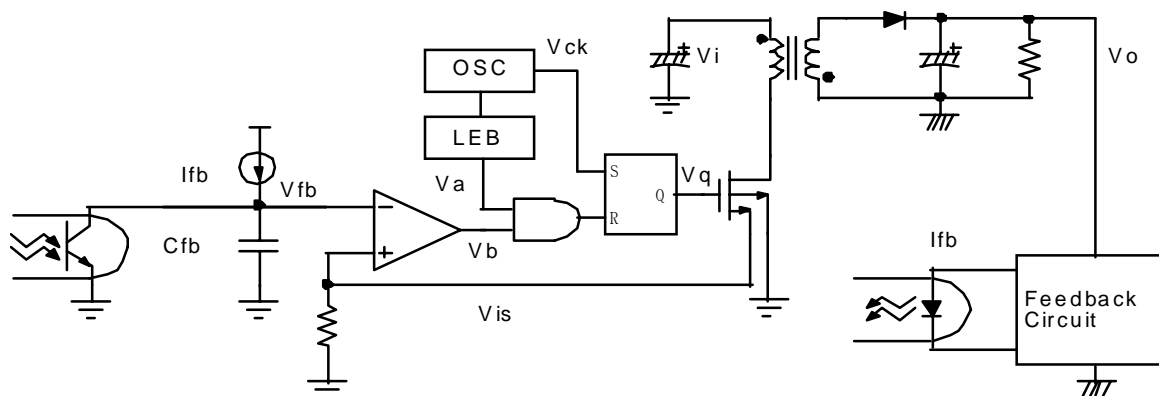 Vck
OSC
Vi
Vo
LEB
Ifb
Vfb
Va
S
Q
Vq
R
Cfb
Vb
Vis
Ifb
Feedback
Circuit